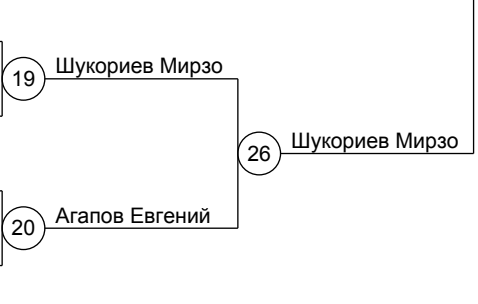 19 Шукориев Мирзо
26 Шукориев Мирзо
20 Агапов Евгений